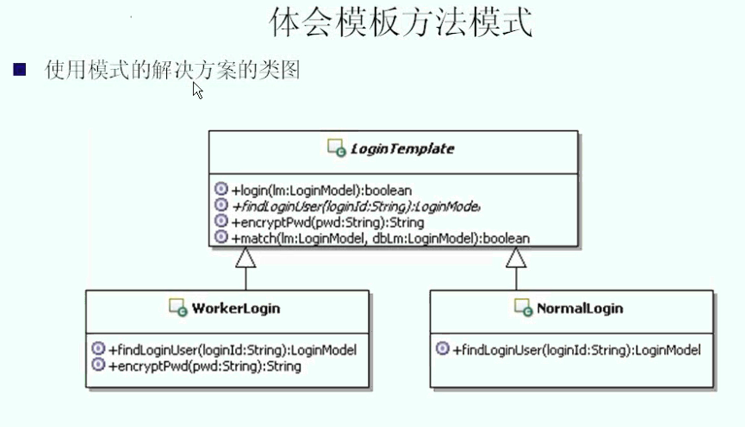 体会模板方法模式
使用模式的解决方案的类图
LoginTemplate
+login(lm:LoginModel):boolean
+findLoginUser(loginId:String):LoginModel
+encryptPwd(pwd:String):String
+match(lm:LoginModel, dbLm:LoginModel):boolean
WorkerLogin
+findLoginUser(loginId:String):LoginModel
+encryptPwd(pwd:String):String
NormalLogin
+findLoginUser(loginId:String):LoginModel